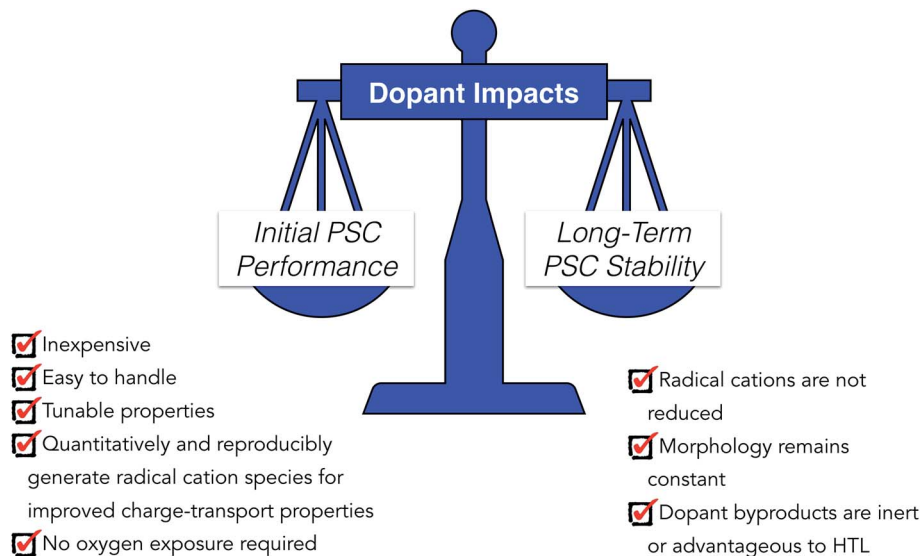 Dopant Impacts
Initial PSC
Performance
Long-Term
PSC Stability
Inexpensive
Easy to handle
Tunable properties
Quantitatively and reproducibly
generate radical cation species for
improved charge-transport properties
No oxygen exposure required
Radical cations are not
reduced
Morphology remains
constant
Dopant byproducts are inert
or advantageous to HTL